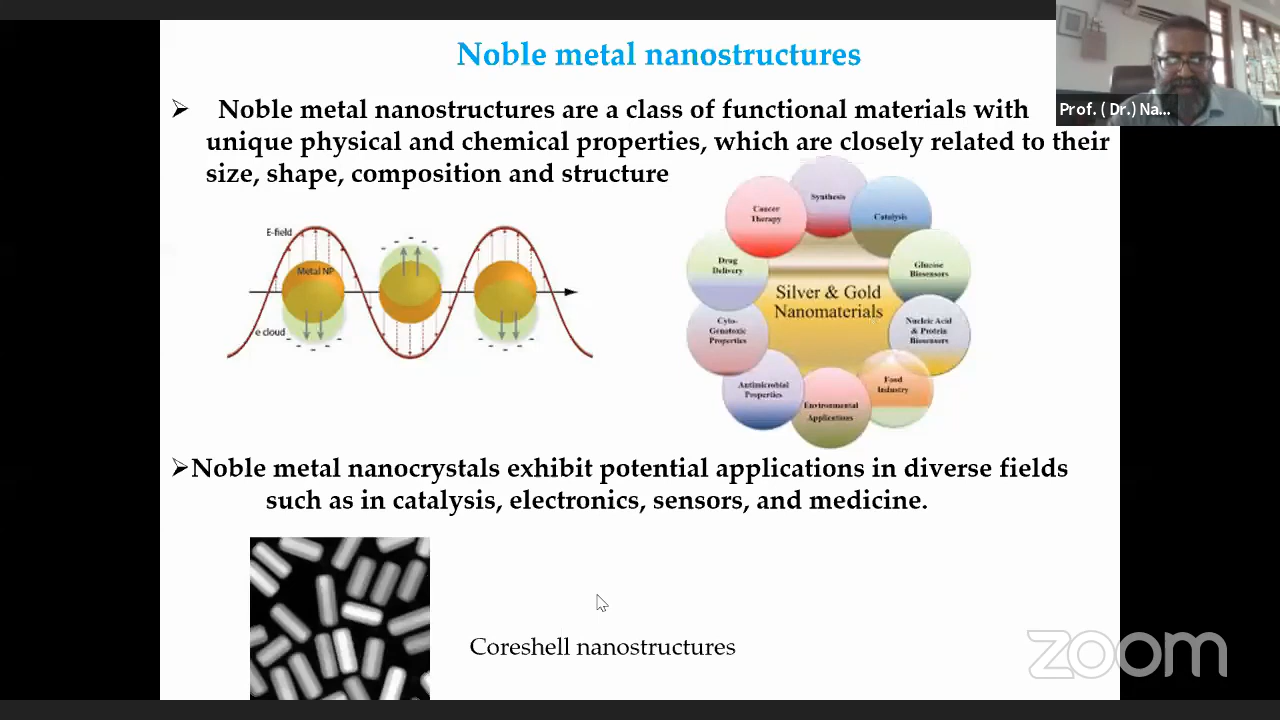 Noble metal nanostructures
Prof. ( Dr.) Na...
➢ Noble metal nanostructures are a class of functional materials with
unique physical and chemical properties, which are closely related to their
size, shape, composition and structure
E-field
Metal NP
e cloud
Synthesis
Catalysis
Glucose
Biosensors
Nucleic Acid
& Protein
Biosensors
Food
Industry
Environmental
Applications
Antimicrobial
Properties
Cyto-
Genotoxic
Properties
Drug
Delivery
Cancer
Therapy
Silver & Gold
Nanomaterials
➢Noble metal nanocrystals exhibit potential applications in diverse fields
such as in catalysis, electronics, sensors, and medicine.
Coreshell nanostructures
zoom